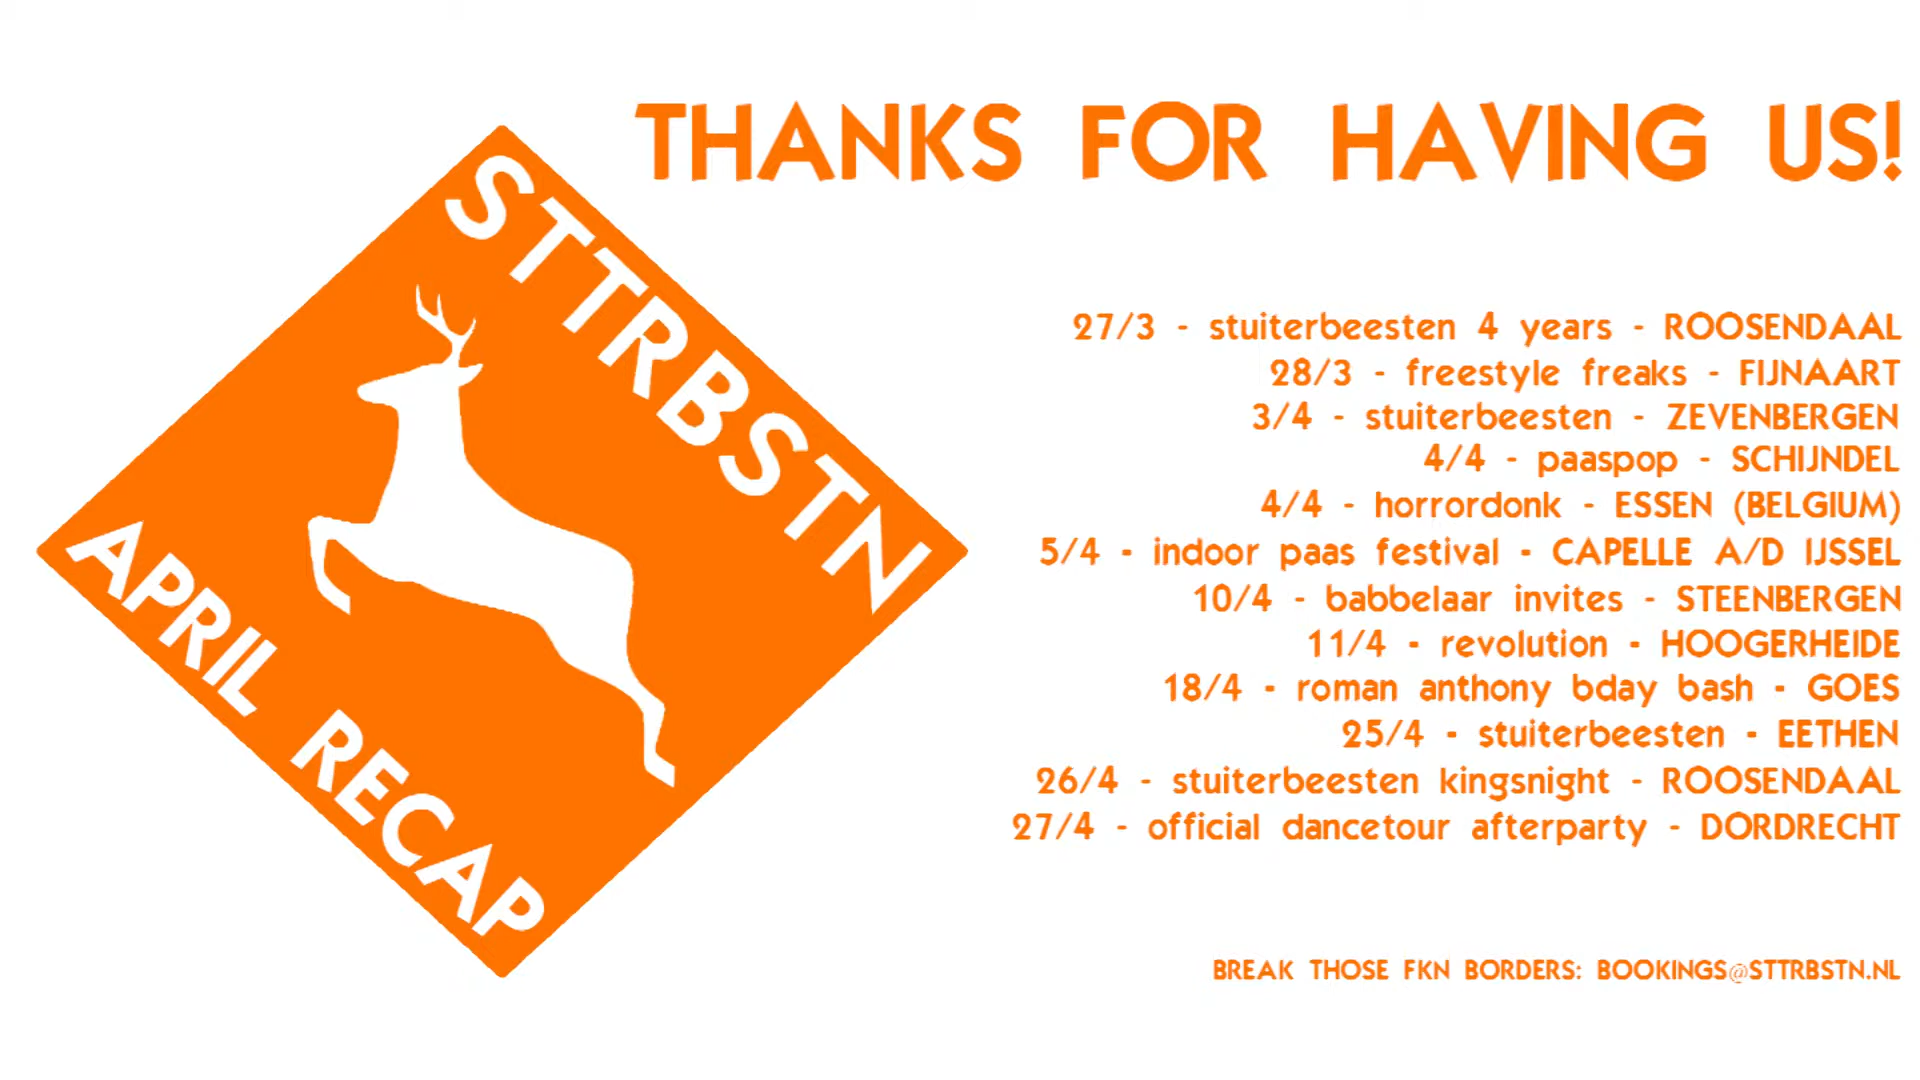 THANKS FOR HAVING US!
STTRBSTN
APRIL RECAP
27/3 - stuiterbeesten 4 years - ROOSENDAAL
28/3 - freestyle freaks - FIJNAART
3/4 - stuiterbeesten - ZEVENBERGEN
4/4 - paaspop - SCHIJNDEL
4/4 - horrordonk - ESSEN (BELGIUM)
5/4 - indoor paas festival - CAPELLE A/D IJSSEL
10/4 - babbelaar invites - STEENBERGEN
11/4 - revolution - HOOGERHEIDE
18/4 - roman anthony bday bash - GOES
25/4 - stuiterbeesten - EETHEN
26/4 - stuiterbeesten kingsnight - ROOSENDAAL
27/4 - official dancetour afterparty - DORDRECHT
BREAK THOSE FKN BORDERS: BOOKINGS@STTRBSTN.NL